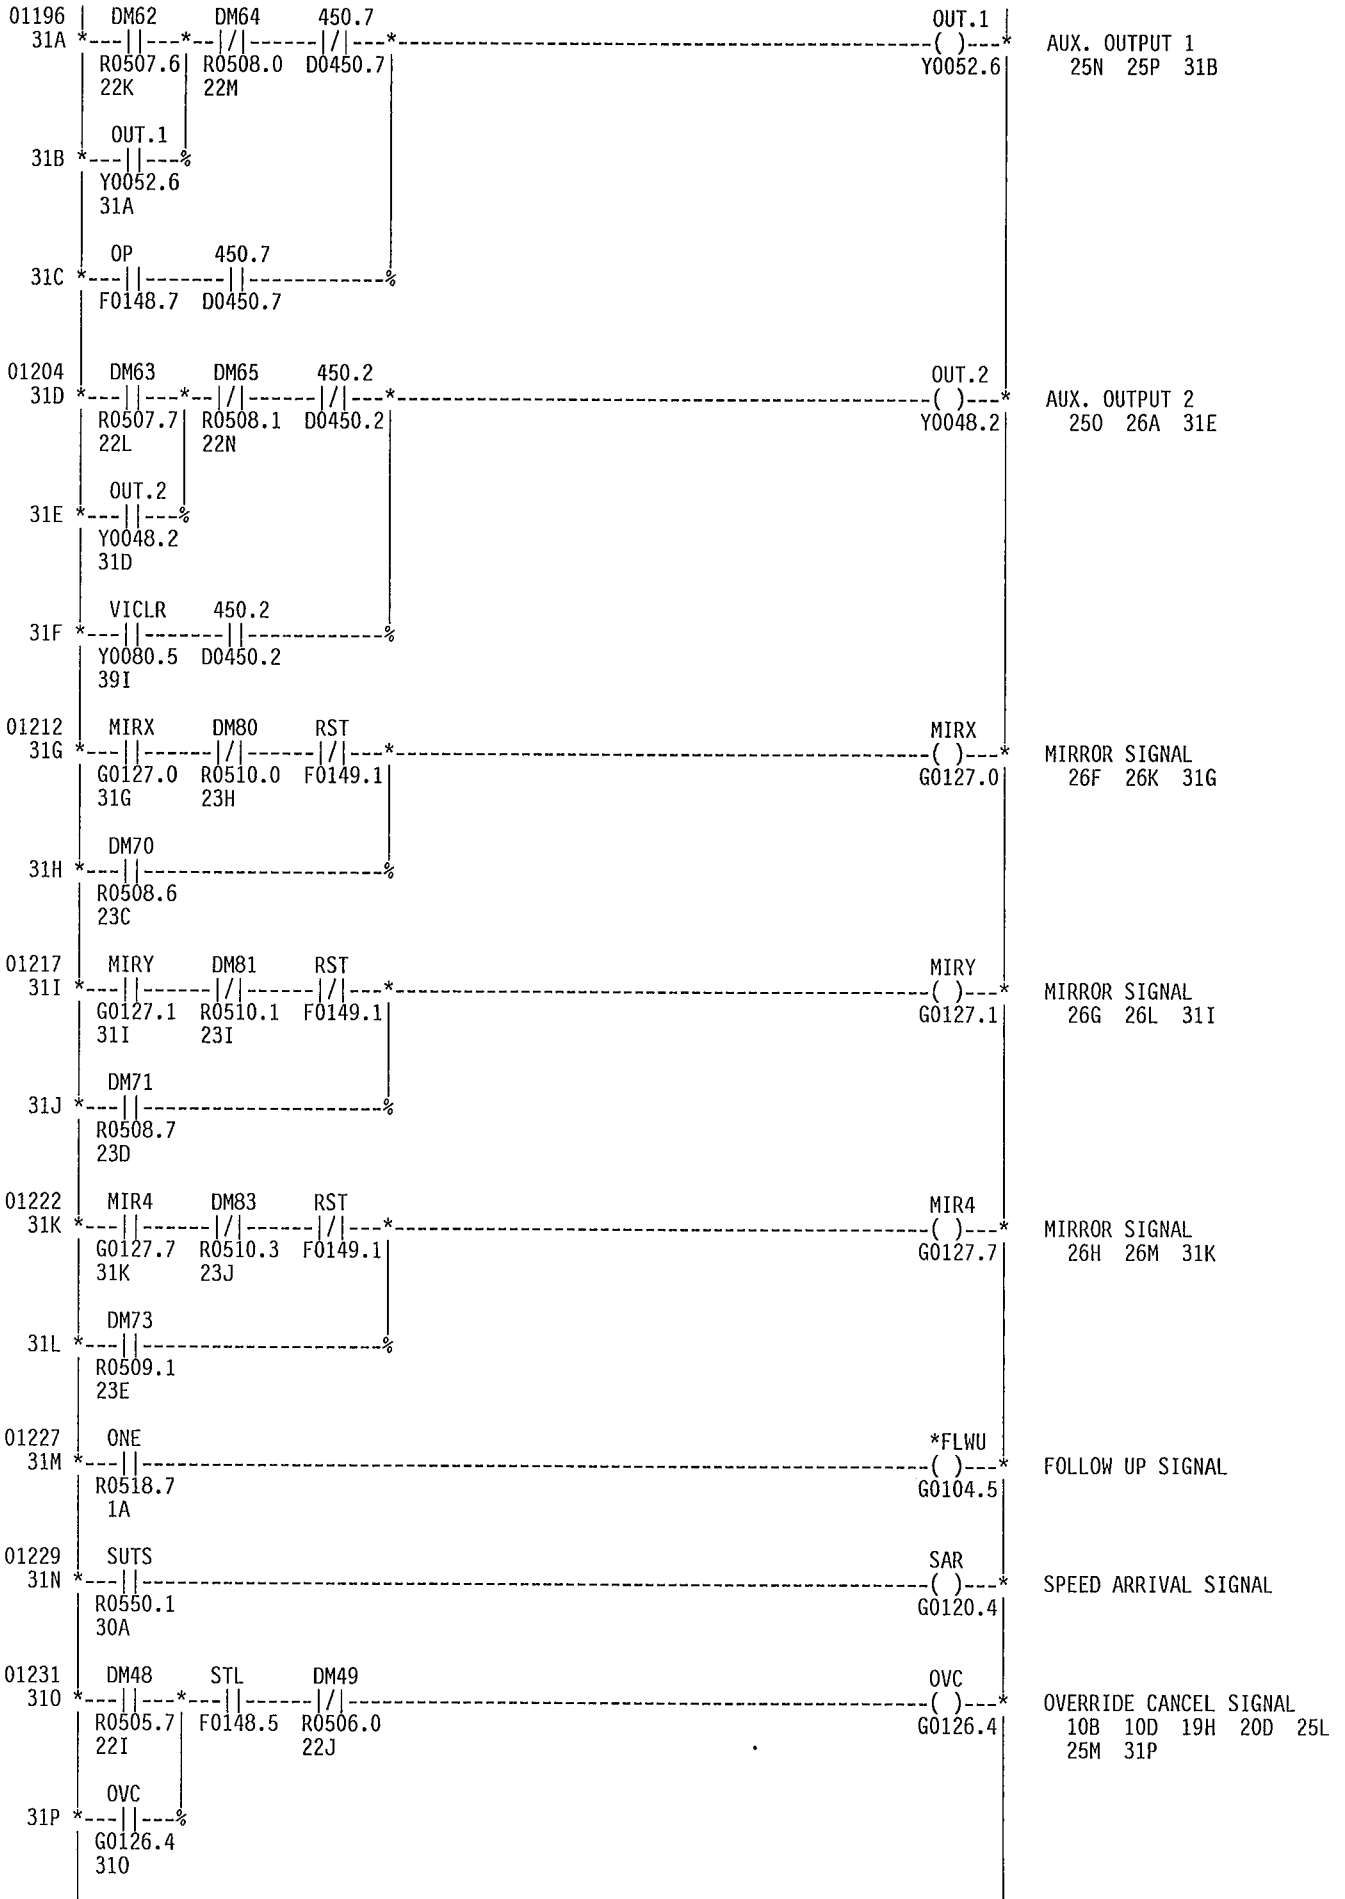 01196 DM62 DM64 450.7 OUT.1
31A *---||---*--|/|------|/|---*---( )---* AUX. OUTPUT 1
R0507.6 R0508.0 D0450.7 Y0052.6 25N 25P 31B
22K 22M
OUT.1
31B *---||---%
Y0052.6
31A
OP 450.7
31C *---||-------||------------%
F0148.7 D0450.7
01204 DM63 DM65 450.2 OUT.2
31D *---||---*--|/|------|/|---*---( )---* AUX. OUTPUT 2
R0507.7 R0508.1 D0450.2 Y0048.2 25O 26A 31E
22L 22N
OUT.2
31E *---||---%
Y0048.2
31D
VICLR 450.2
31F *---||-------||------------%
Y0080.5 D0450.2
39I
01212 MIRX DM80 RST MIRX
31G *---||------|/|------|/|---*---( )---* MIRROR SIGNAL
G0127.0 R0510.0 F0149.1 G0127.0 26F 26K 31G
31G 23H
DM70
31H *---||---------------------%
R0508.6
23C
01217 MIRY DM81 RST MIRY
31I *---||------|/|------|/|---*---( )---* MIRROR SIGNAL
G0127.1 R0510.1 F0149.1 G0127.1 26G 26L 31I
31I 23I
DM71
31J *---||---------------------%
R0508.7
23D
01222 MIR4 DM83 RST MIR4
31K *---||------|/|------|/|---*---( )---* MIRROR SIGNAL
G0127.7 R0510.3 F0149.1 G0127.7 26H 26M 31K
31K 23J
DM73
31L *---||---------------------%
R0509.1
23E
01227 ONE *FLWU
31M *---||---( )---* FOLLOW UP SIGNAL
R0518.7 G0104.5
1A
01229 SUTS SAR
31N *---||---( )---* SPEED ARRIVAL SIGNAL
R0550.1 G0120.4
30A
01231 DM48 STL DM49 OVC
31O *---||---*---||------|/|---( )---* OVERRIDE CANCEL SIGNAL
R0505.7 F0148.5 R0506.0 G0126.4 10B 10D 19H 20D 25L
22I 22J 25M 31P
OVC
31P *---||---%
G0126.4
31O